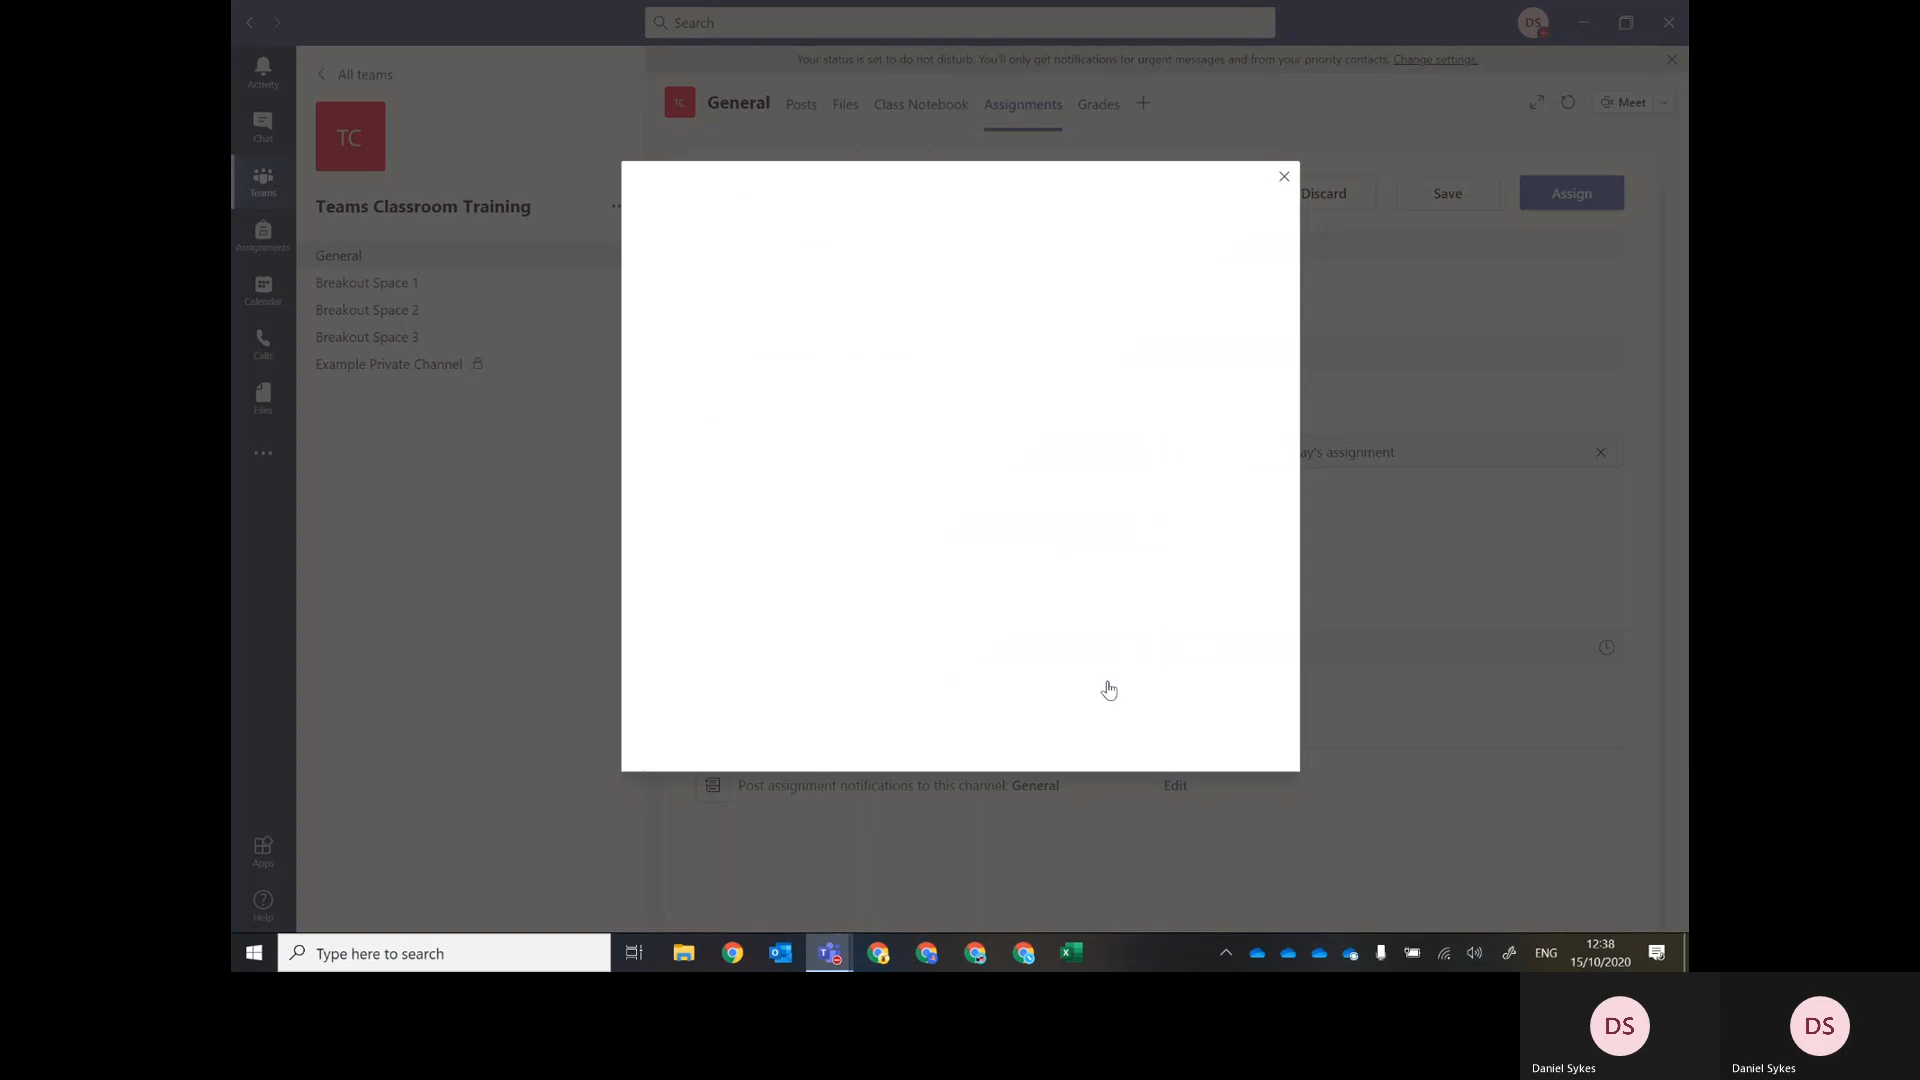 Search
DS
Your status is set to do not disturb. You'll only get notifications for urgent messages and from your priority contacts. Change settings.
Activity
Chat
Teams
Assignments
Calendar
Calls
Files
Apps
Help
All teams
TC
Teams Classroom Training
General
Breakout Space 1
Breakout Space 2
Breakout Space 3
Example Private Channel
TC
General Posts Files Class Notebook Assignments Grades
Meet
Discard Save Assign
ay's assignment
Post assignment notifications to this channel: General Edit
Type here to search
ENG
12:38
15/10/2020
DS
Daniel Sykes
DS
Daniel Sykes